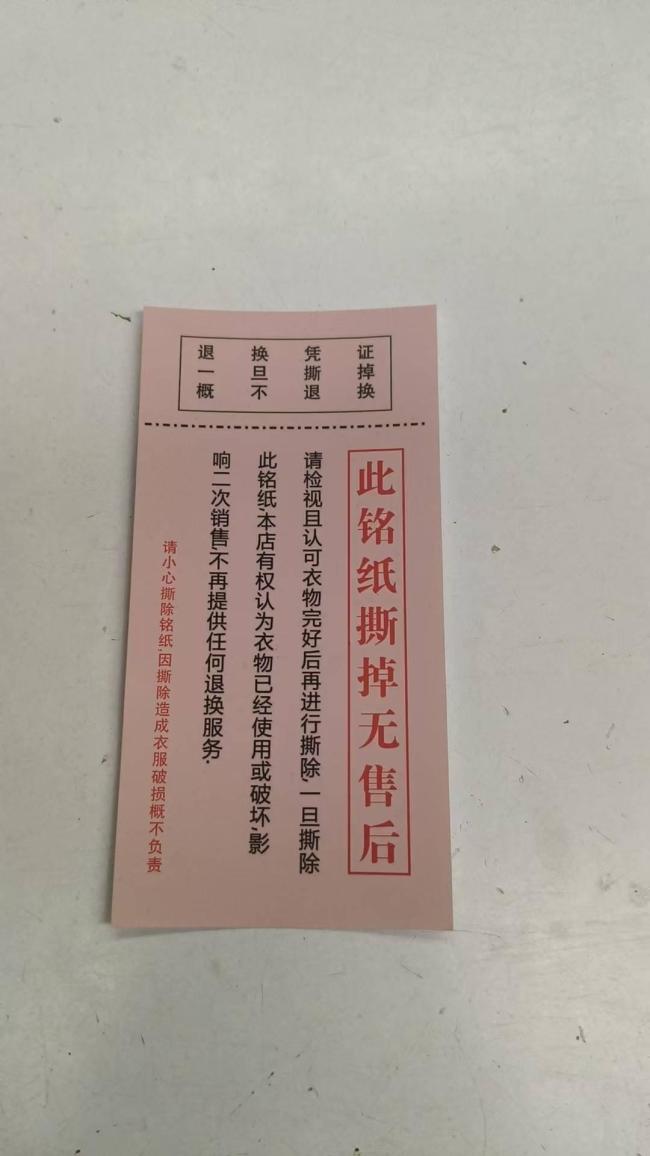 退换凭证
一旦撕掉
概不退换
此铭纸撕掉无售后
请检视且认可衣物完好后再进行撕除,一旦撕除
此铭纸,本店有权认为衣物已经使用或破坏,影
响二次销售,不再提供任何退换服务.
请小心撕除铭纸,因撕除造成衣服破损概不负责